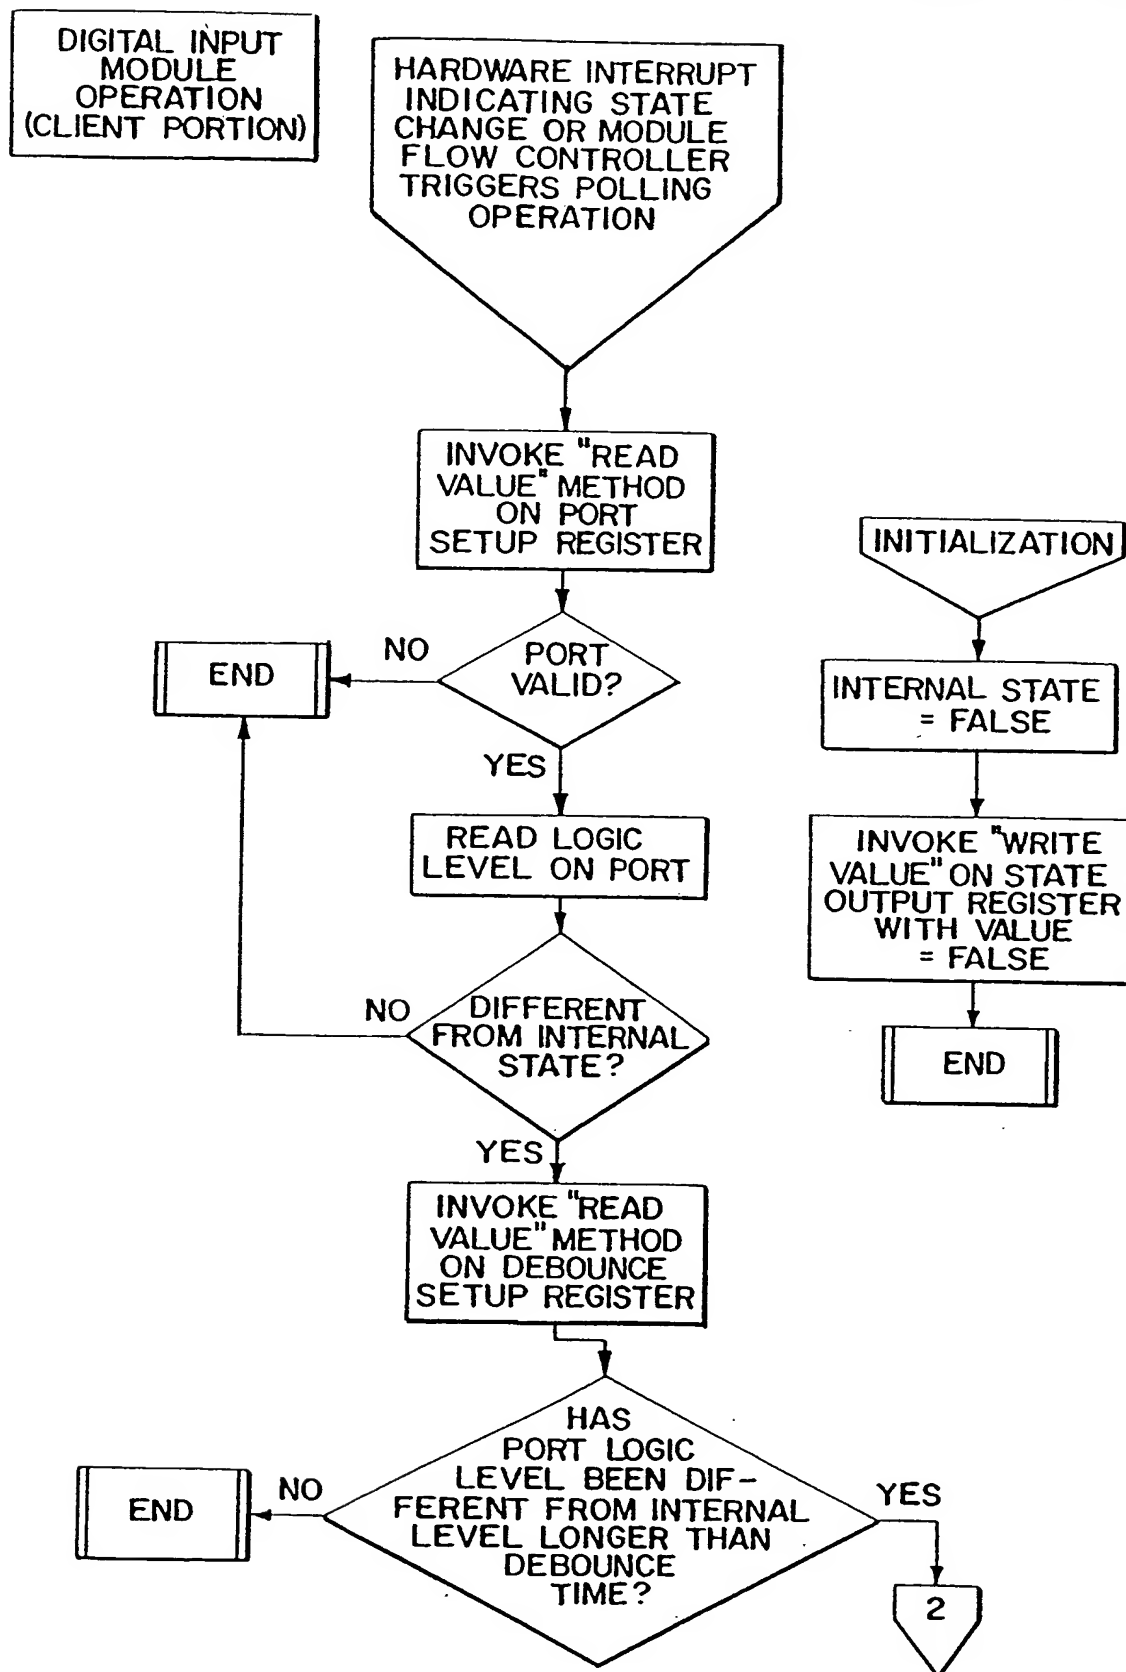 DIGITAL INPUT
MODULE
OPERATION
(CLIENT PORTION)
HARDWARE INTERRUPT
INDICATING STATE
CHANGE OR MODULE
FLOW CONTROLLER
TRIGGERS POLLING
OPERATION
INVOKE "READ
VALUE" METHOD
ON PORT
SETUP REGISTER
PORT
VALID?
NO
END
YES
READ LOGIC
LEVEL ON PORT
DIFFERENT
FROM INTERNAL
STATE?
NO
YES
INVOKE "READ
VALUE" METHOD
ON DEBOUNCE
SETUP REGISTER
HAS
PORT LOGIC
LEVEL BEEN DIF-
FERENT FROM INTERNAL
LEVEL LONGER THAN
DEBOUNCE
TIME?
NO
END
YES
2
INITIALIZATION
INTERNAL STATE
= FALSE
INVOKE "WRITE
VALUE" ON STATE
OUTPUT REGISTER
WITH VALUE
= FALSE
END